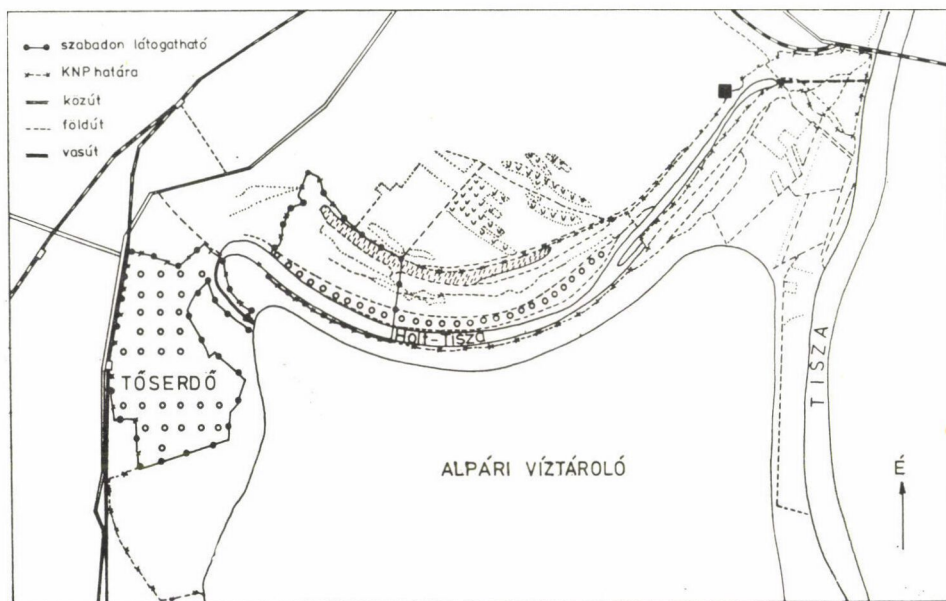 szabadon látogatható
KNP határa
közút
földút
vasút
Holt-Tisza
TŐSERDŐ
TISZA
ALPÁRI VÍZTÁROLÓ
É